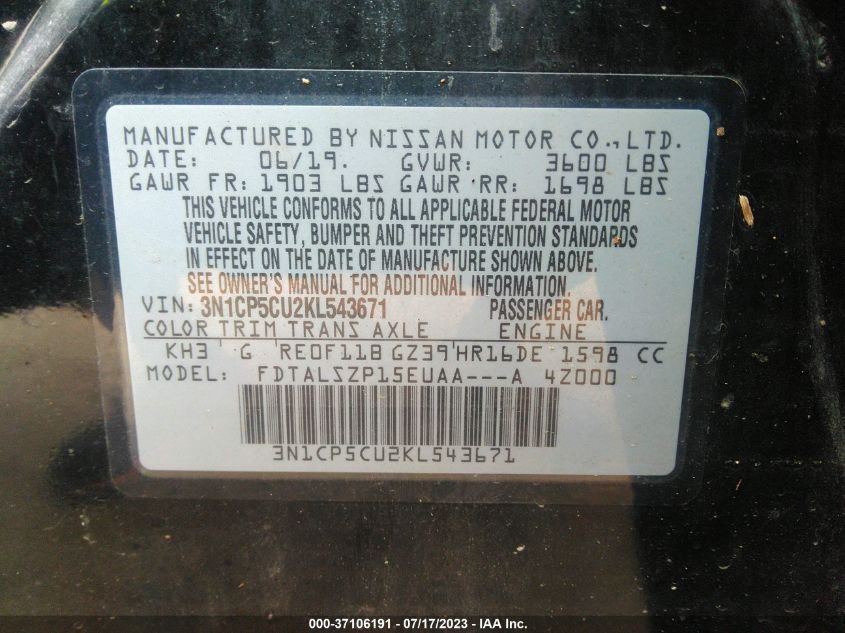 MANUFACTURED BY NISSAN MOTOR CO., LTD.
DATE: 06/19. GVWR: 3600 LBS
GAWR FR: 1903 LBS GAWR RR: 1698 LBS
THIS VEHICLE CONFORMS TO ALL APPLICABLE FEDERAL MOTOR
VEHICLE SAFETY, BUMPER AND THEFT PREVENTION STANDARDS
IN EFFECT ON THE DATE OF MANUFACTURE SHOWN ABOVE.
SEE OWNER'S MANUAL FOR ADDITIONAL INFORMATION.
VIN: 3N1CP5CU2KL543671 PASSENGER CAR.
COLOR TRIM TRANS AXLE ENGINE
KH3 G RE0F11B GZ39 HR16DE 1598 CC
MODEL: FDTALSZP15EUAA---A 4Z000
3N1CP5CU2KL543671
000-37106191 - 07/17/2023 - IAA Inc.